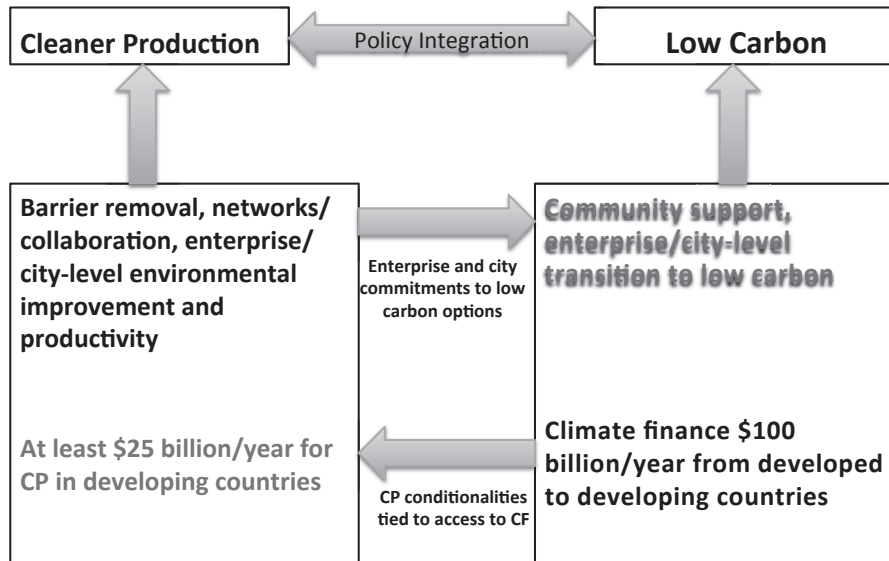 Cleaner Production
Policy Integration
Low Carbon
Barrier removal, networks/
collaboration, enterprise/
city-level environmental
improvement and
productivity
At least $25 billion/year for
CP in developing countries
Enterprise and city
commitments to low
carbon options
CP conditionalities
tied to access to CF
Community support,
enterprise/city-level
transition to low carbon
Climate finance $100
billion/year from developed
to developing countries